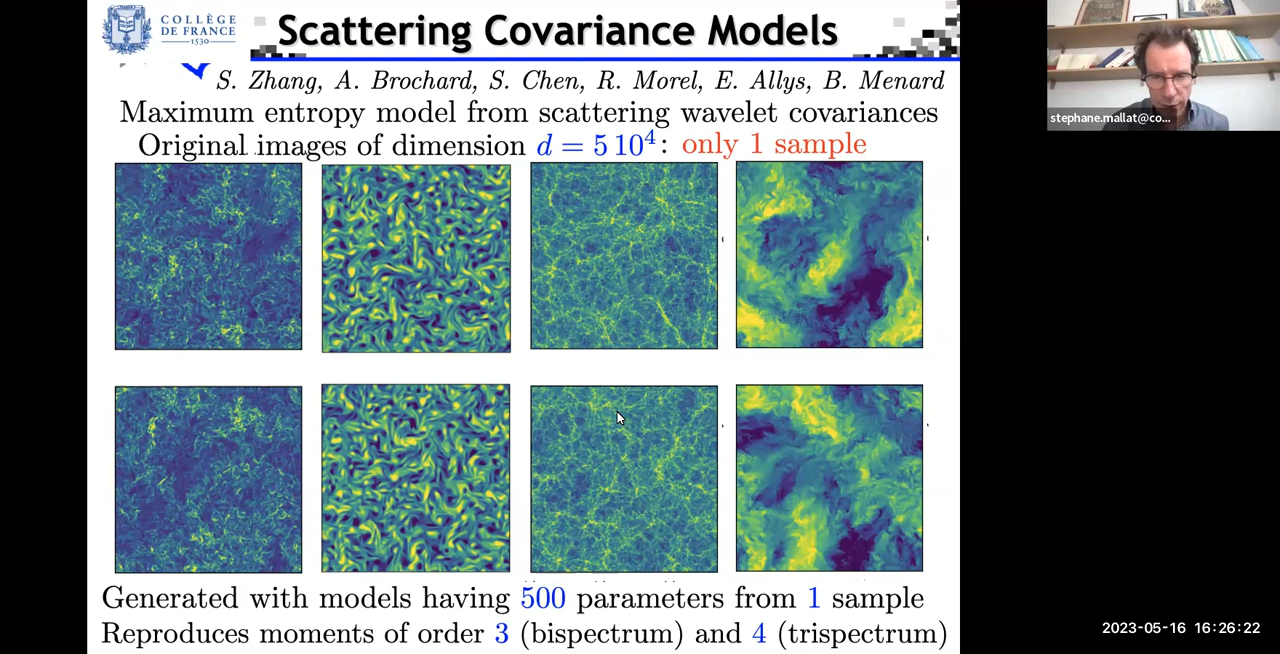 COLLÈGE
DE FRANCE
1530
Scattering Covariance Models
S. Zhang, A. Brochard, S. Chen, R. Morel, E. Allys, B. Menard
Maximum entropy model from scattering wavelet covariances
Original images of dimension d = 5 10⁴: only 1 sample
Generated with models having 500 parameters from 1 sample
Reproduces moments of order 3 (bispectrum) and 4 (trispectrum)
stephane.mallat@co...
2023-05-16 16:26:22